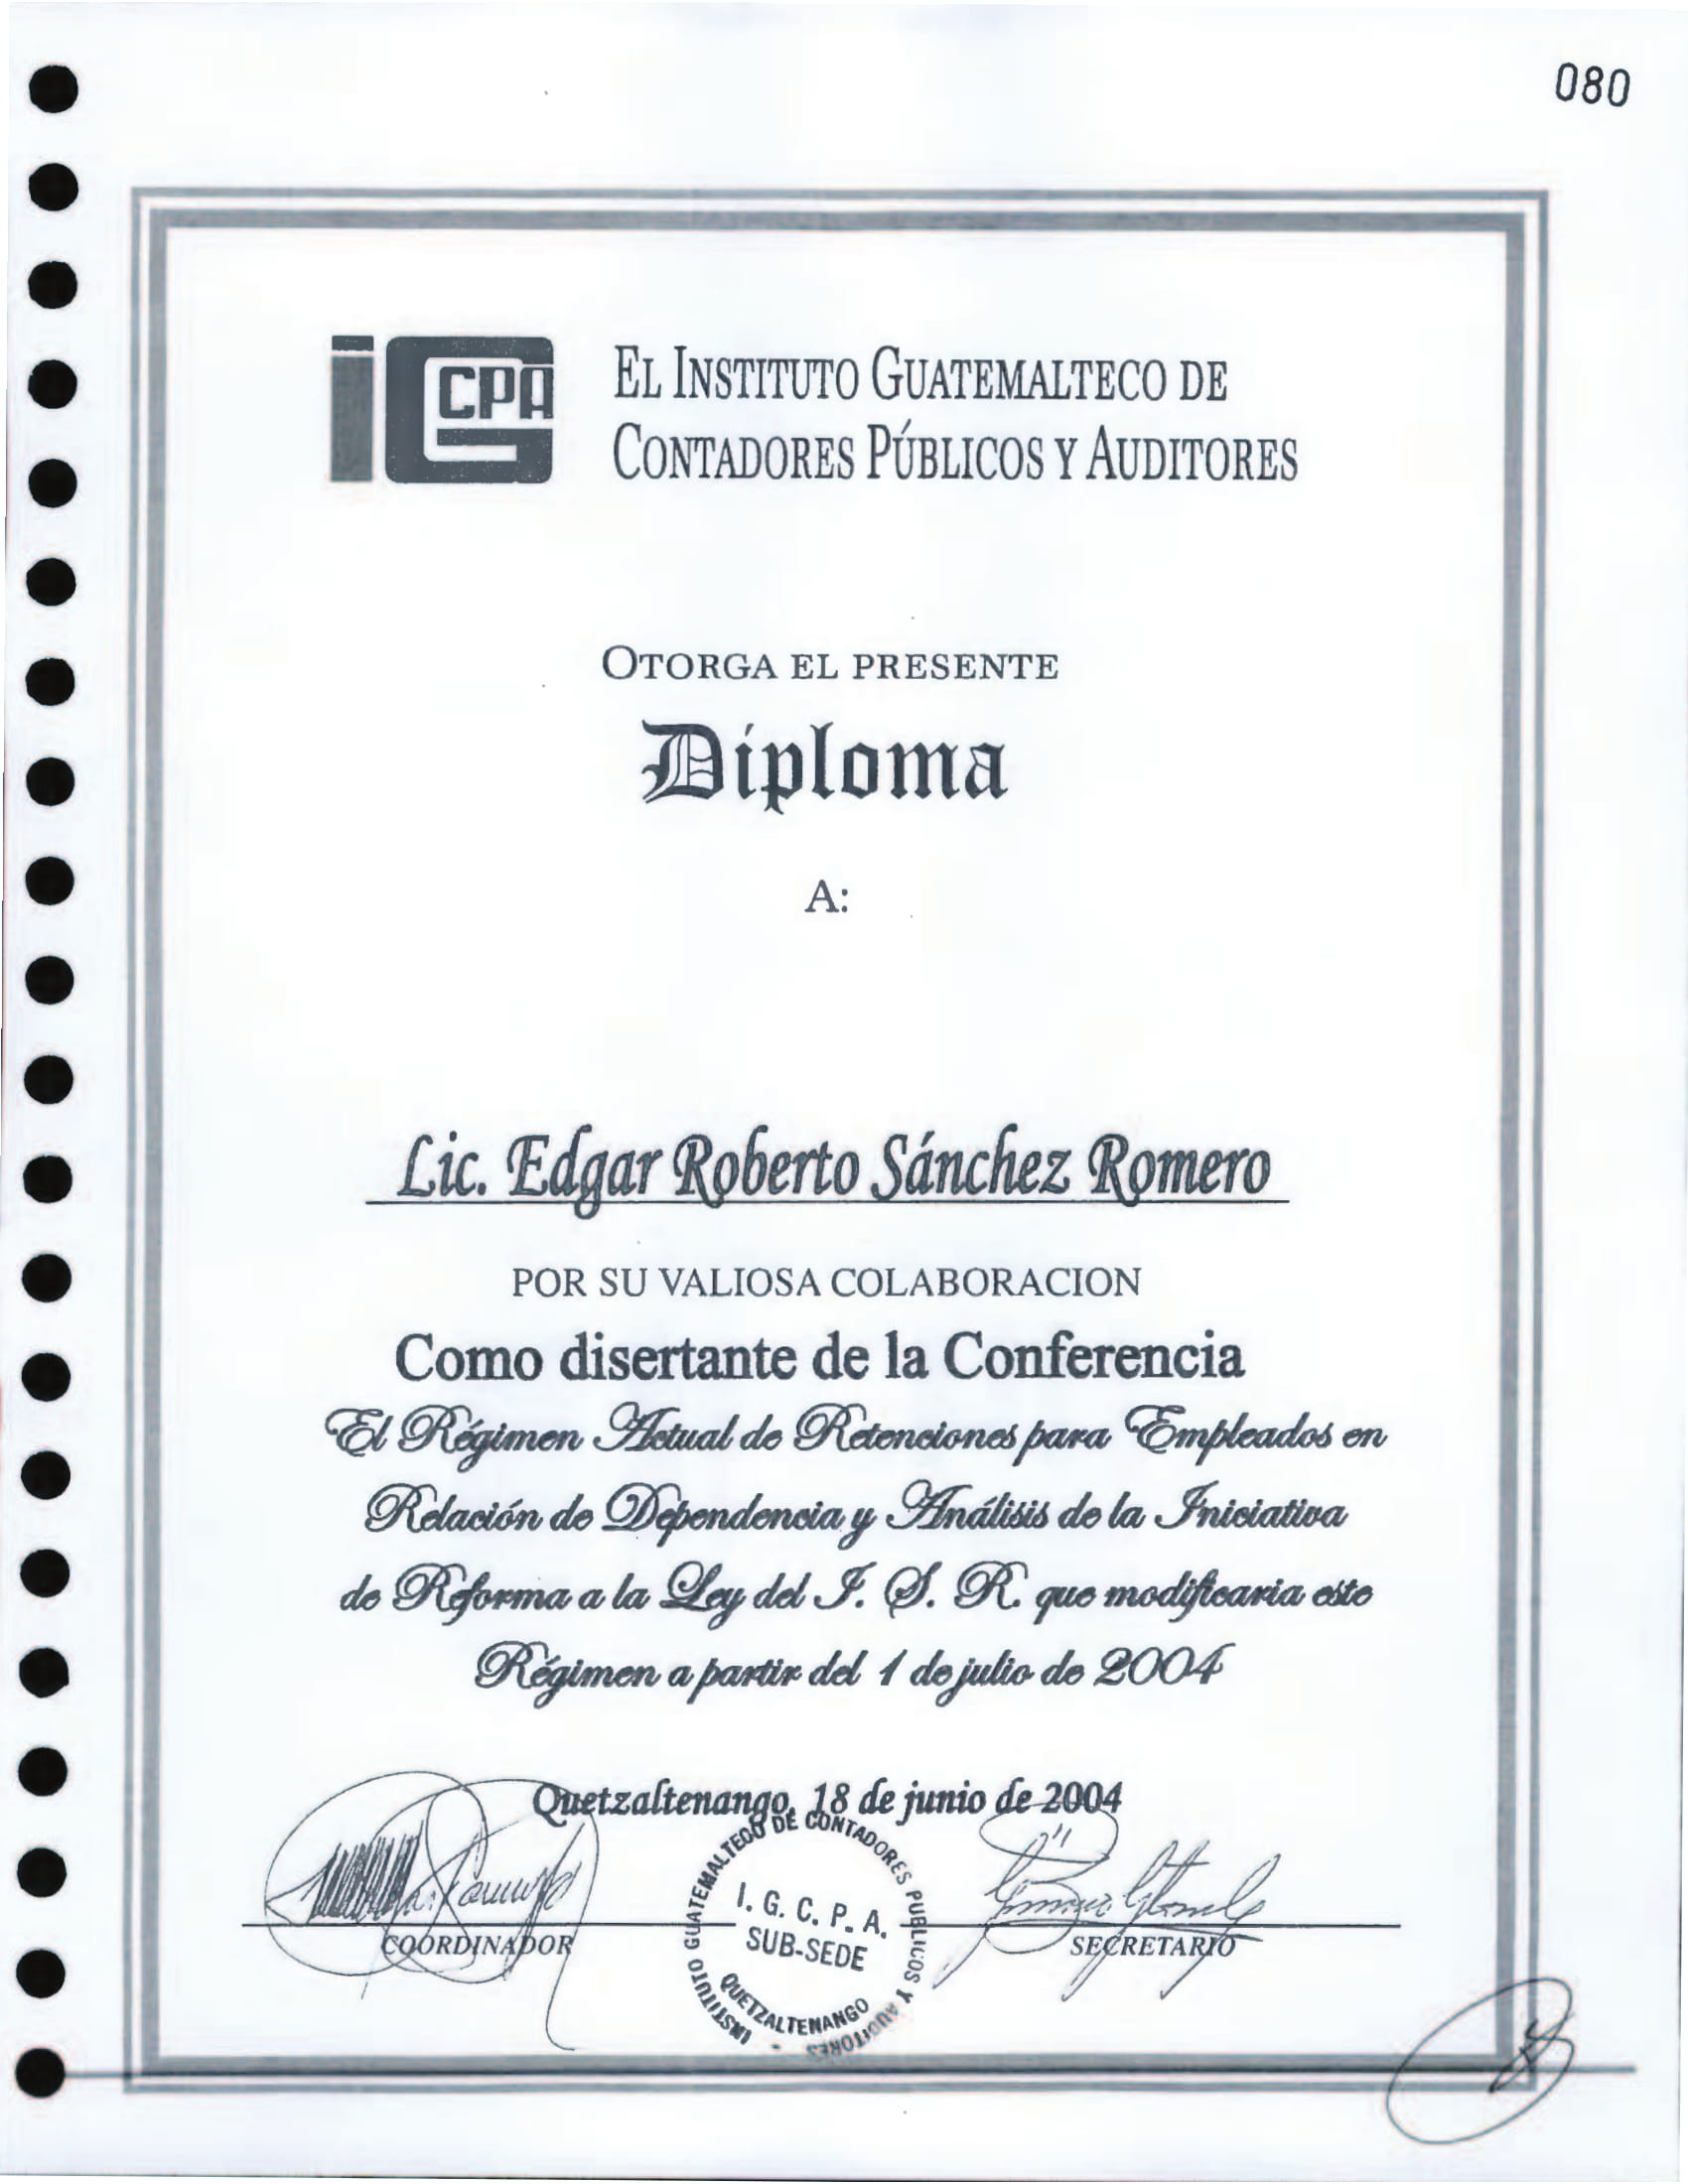 080
iG CPA
EL INSTITUTO GUATEMALTECO DE
CONTADORES PÚBLICOS Y AUDITORES
OTORGA EL PRESENTE
Diploma
A:
Lic. Edgar Roberto Sánchez Romero
POR SU VALIOSA COLABORACION
Como disertante de la Conferencia
El Régimen Actual de Retenciones para Empleados en
Relación de Dependencia y Análisis de la Iniciativa
de Reforma a la Ley del I. S. R. que modificaria este
Régimen a partir del 1 de julio de 2004
Quetzaltenango, 18 de junio de 2004
INSTITUTO GUATEMALTECO DE CONTADORES PUBLICOS Y AUDITORES
I. G. C. P. A.
SUB-SEDE
QUETZALTENANGO
COORDINADOR
SECRETARIO